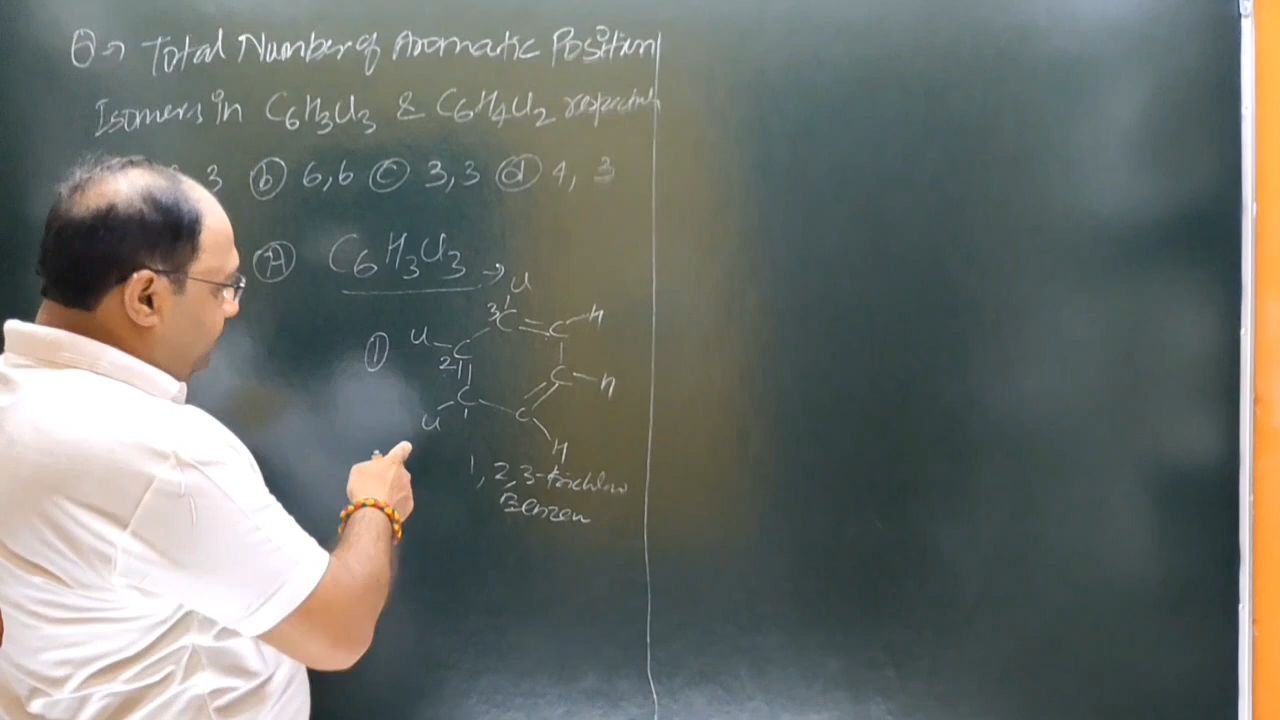 Q→ Total Number of Aromatic Position
Isomers in C6H3Cl3 & C6H4Cl2
3 (b) 6,6 (c) 3,3 (d) 4, 3
(A) C6H3Cl3 →
Cl
3C C H
(1) Cl C
2
C H
C C
Cl 1
H
1,2,3-trichloro
Benzen